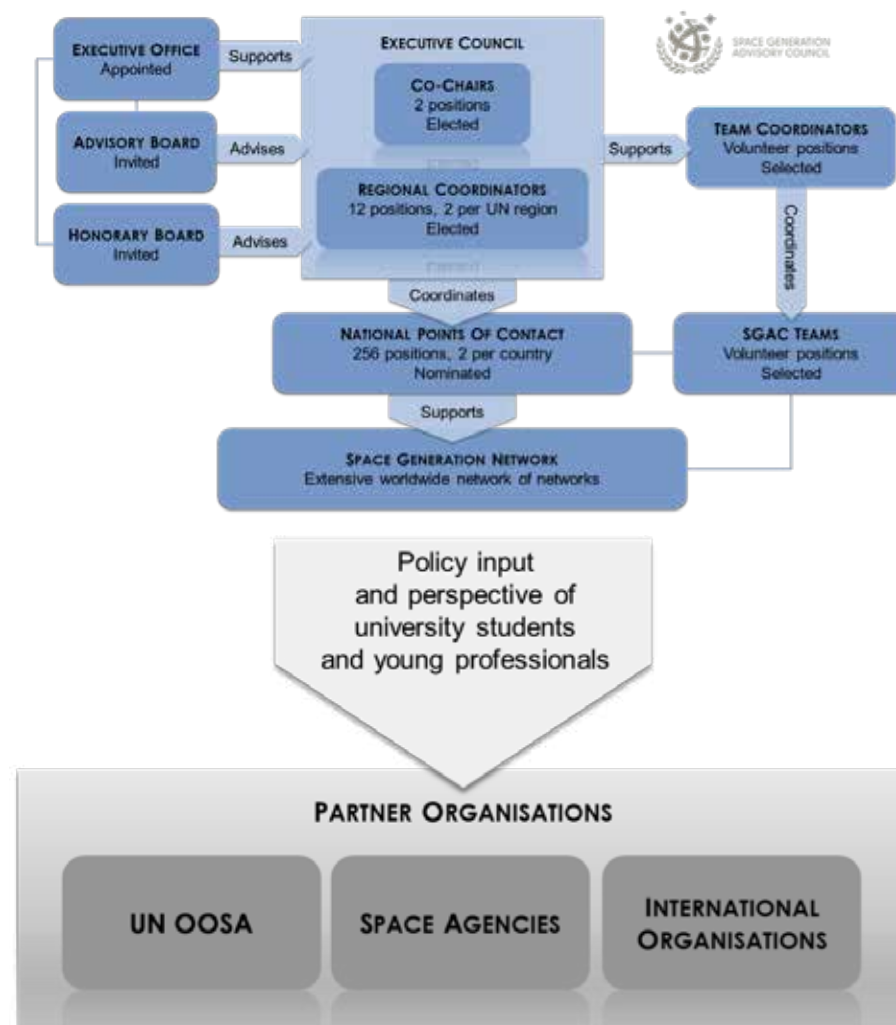 SPACE GENERATION
ADVISORY COUNCIL
EXECUTIVE OFFICE
Appointed
Supports
EXECUTIVE COUNCIL
CO-CHAIRS
2 positions
Elected
ADVISORY BOARD
Invited
Advises
Supports
TEAM COORDINATORS
Volunteer positions
Selected
REGIONAL COORDINATORS
12 positions, 2 per UN region
Elected
HONORARY BOARD
Invited
Advises
Coordinates
Coordinates
NATIONAL POINTS OF CONTACT
256 positions, 2 per country
Nominated
SGAC TEAMS
Volunteer positions
Selected
Supports
SPACE GENERATION NETWORK
Extensive worldwide network of networks
Policy input
and perspective of
university students
and young professionals
PARTNER ORGANISATIONS
UN OOSA
SPACE AGENCIES
INTERNATIONAL
ORGANISATIONS